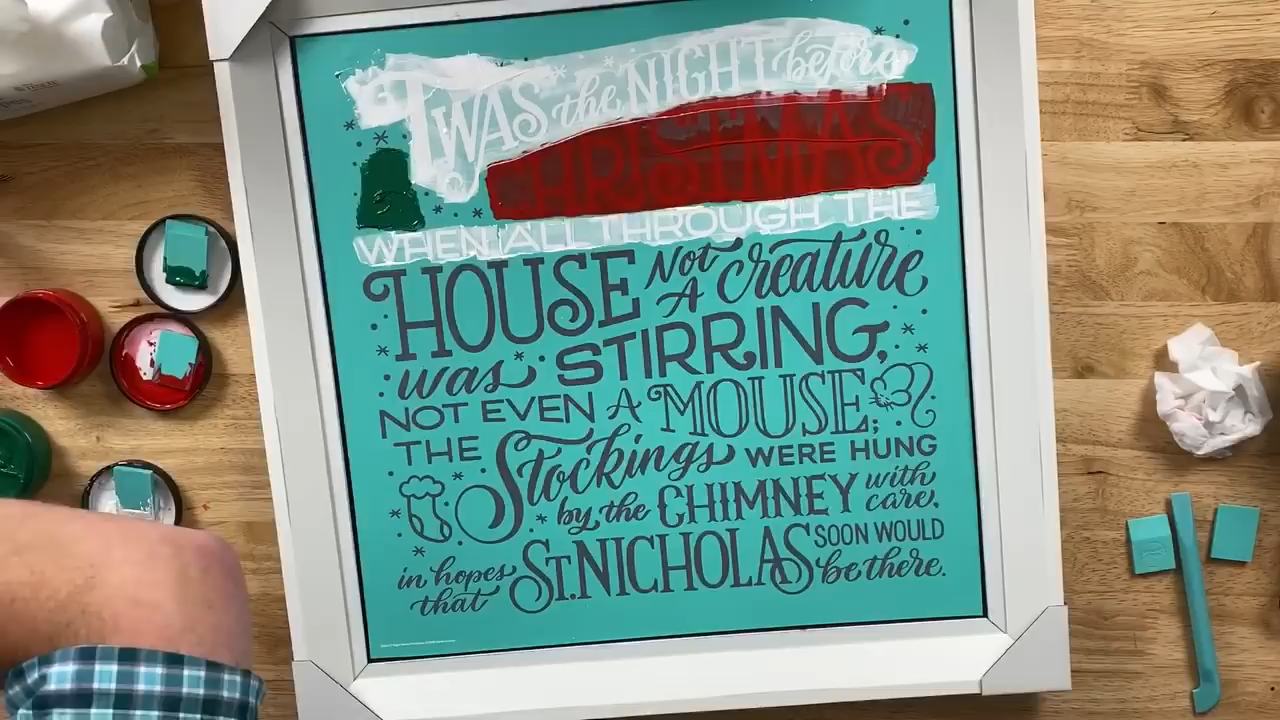 'TWAS the NIGHT before
CHRISTMAS
WHEN ALL THROUGH THE
HOUSE NOT A creature
was STIRRING,
NOT EVEN A MOUSE;
THE Stockings WERE HUNG
by the CHIMNEY with care,
in hopes that ST. NICHOLAS SOON WOULD be there.